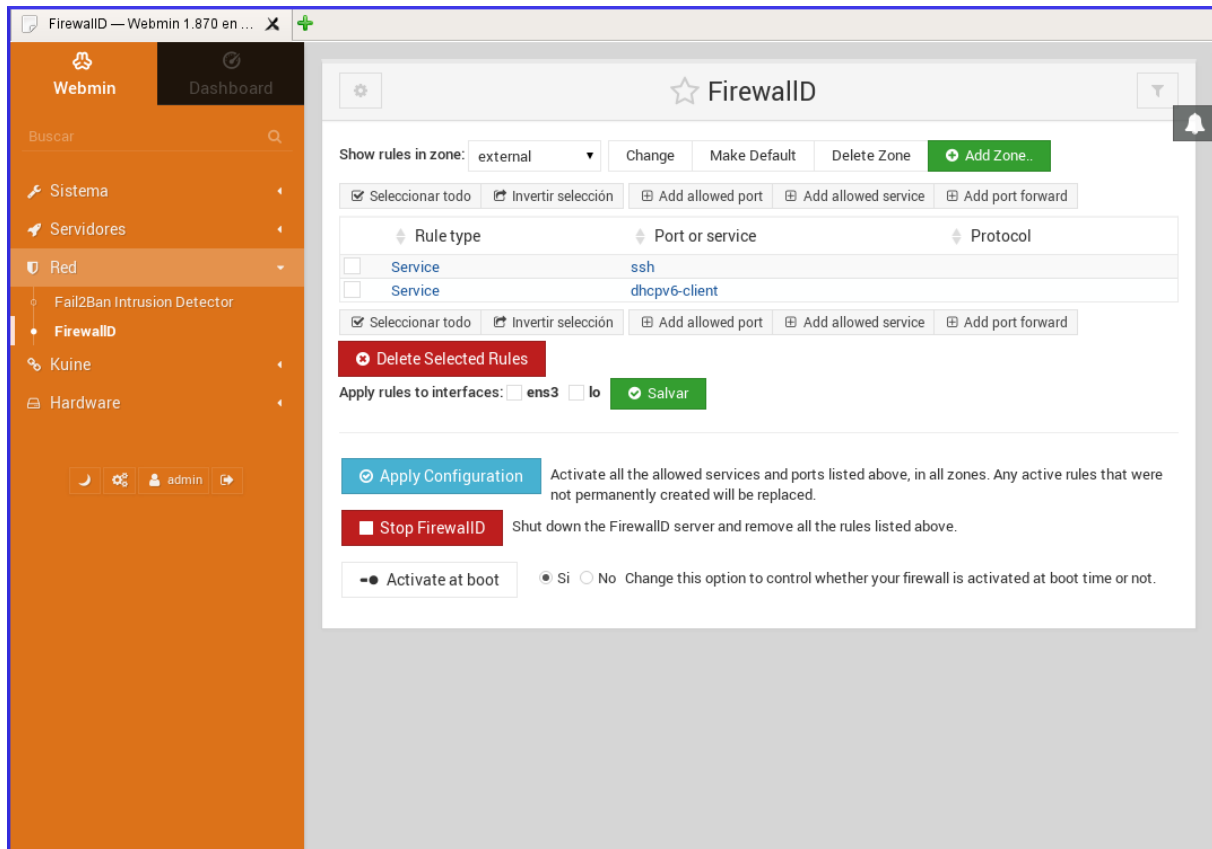 FirewallD — Webmin 1.870 en ...
Webmin
Dashboard
Buscar
Sistema
Servidores
Red
Fail2Ban Intrusion Detector
FirewallD
Kuine
Hardware
admin
FirewallD
Show rules in zone: external Change Make Default Delete Zone Add Zone..
Seleccionar todo Invertir selección Add allowed port Add allowed service Add port forward
Rule type Port or service Protocol
Service ssh
Service dhcpv6-client
Seleccionar todo Invertir selección Add allowed port Add allowed service Add port forward
Delete Selected Rules
Apply rules to interfaces: ens3 lo Salvar
Apply Configuration Activate all the allowed services and ports listed above, in all zones. Any active rules that were
not permanently created will be replaced.
Stop FirewallD Shut down the FirewallD server and remove all the rules listed above.
Activate at boot Si No Change this option to control whether your firewall is activated at boot time or not.